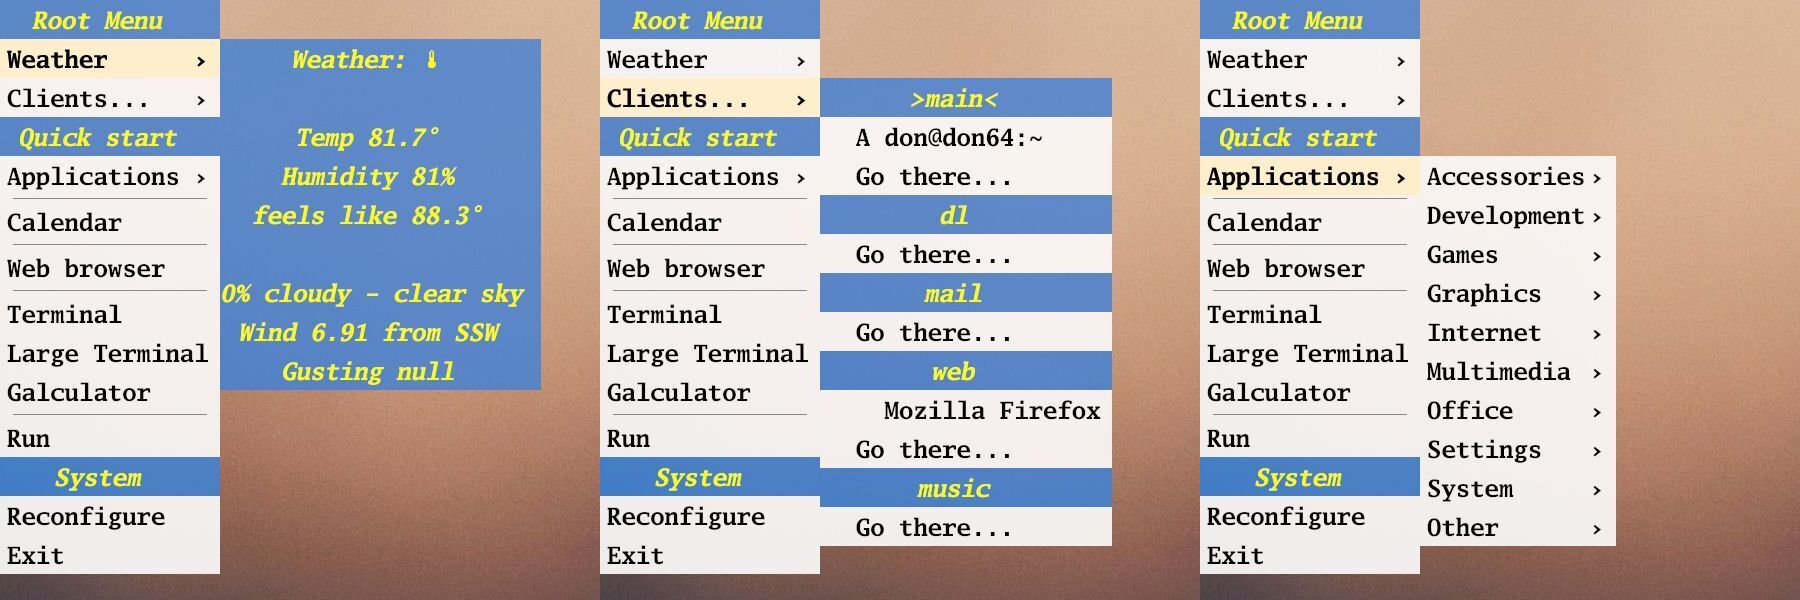 Root Menu
Weather ›
Clients... ›
Quick start
Applications ›
Calendar
Web browser
Terminal
Large Terminal
Galculator
Run
System
Reconfigure
Exit
Weather: 🌡
Temp 81.7°
Humidity 81%
feels like 88.3°
0% cloudy – clear sky
Wind 6.91 from SSW
Gusting null
Root Menu
Weather ›
Clients... ›
Quick start
Applications ›
Calendar
Web browser
Terminal
Large Terminal
Galculator
Run
System
Reconfigure
Exit
>main<
A don@don64:~
Go there...
dl
Go there...
mail
Go there...
web
Mozilla Firefox
Go there...
music
Go there...
Root Menu
Weather ›
Clients... ›
Quick start
Applications ›
Calendar
Web browser
Terminal
Large Terminal
Galculator
Run
System
Reconfigure
Exit
Accessories ›
Development ›
Games ›
Graphics ›
Internet ›
Multimedia ›
Office ›
Settings ›
System ›
Other ›